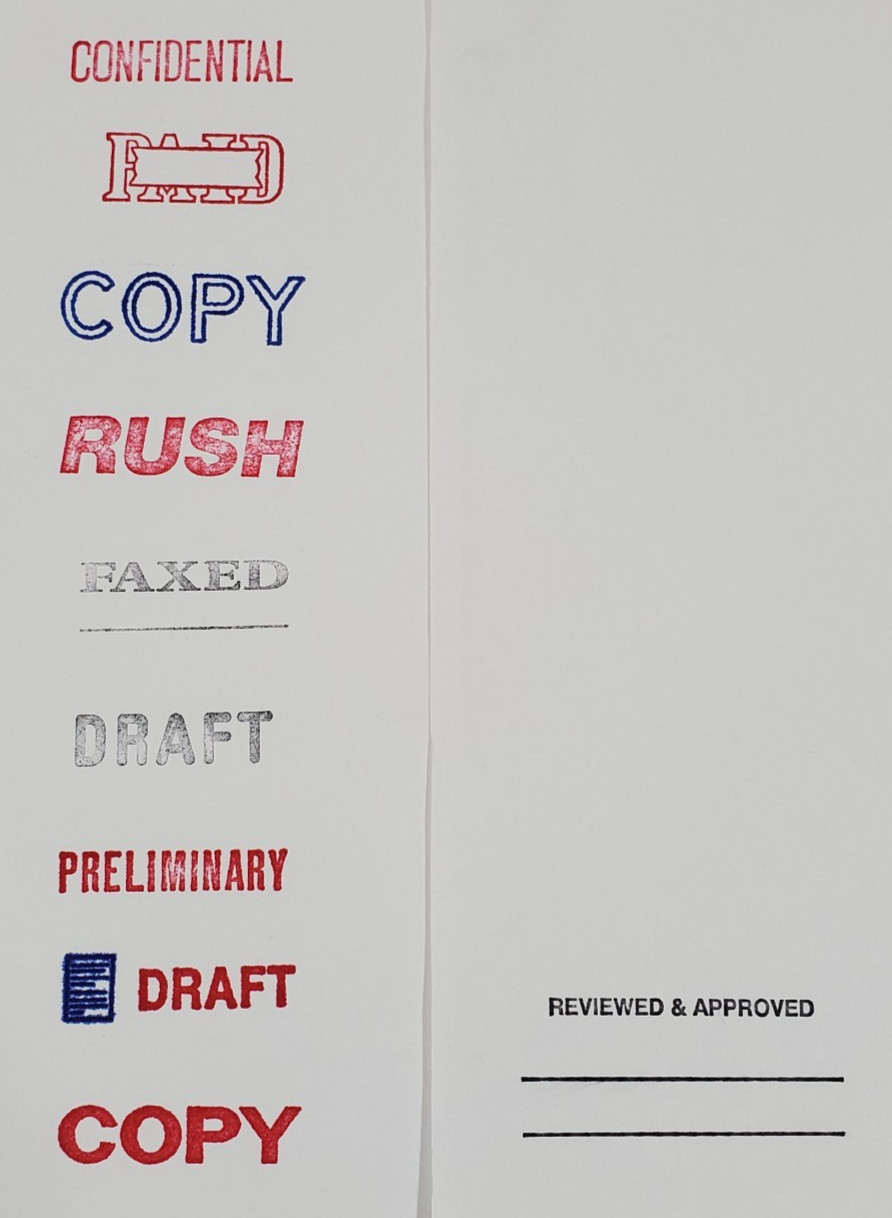 CONFIDENTIAL
PAID
COPY
RUSH
FAXED
DRAFT
PRELIMINARY
DRAFT
COPY
REVIEWED & APPROVED